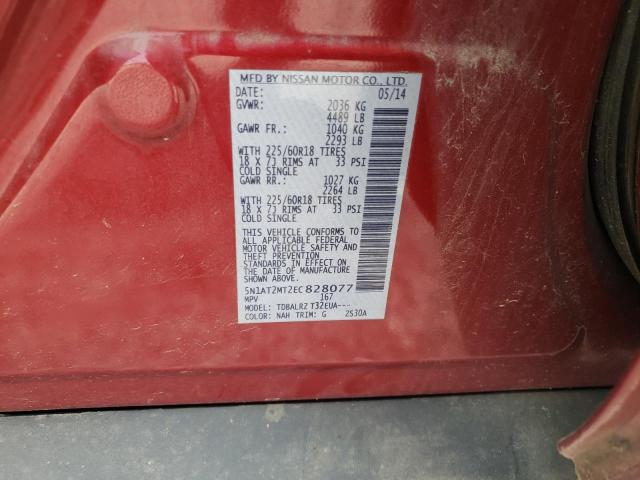 MFD BY NISSAN MOTOR CO., LTD.
DATE: 05/14
GVWR: 2036 KG
4489 LB
GAWR FR.: 1040 KG
2293 LB
WITH 225/60R18 TIRES
18 X 7J RIMS AT 33 PSI
COLD SINGLE
GAWR RR.: 1027 KG
2264 LB
WITH 225/60R18 TIRES
18 X 7J RIMS AT 33 PSI
COLD SINGLE
THIS VEHICLE CONFORMS TO
ALL APPLICABLE FEDERAL
MOTOR VEHICLE SAFETY AND
THEFT PREVENTION
STANDARDS IN EFFECT ON
THE DATE OF MANUFACTURE
SHOWN ABOVE.
5N1AT2MT2EC828077
MPV 167
MODEL: TDBALRZ T32EUA---
COLOR: NAH TRIM: G 2S30A